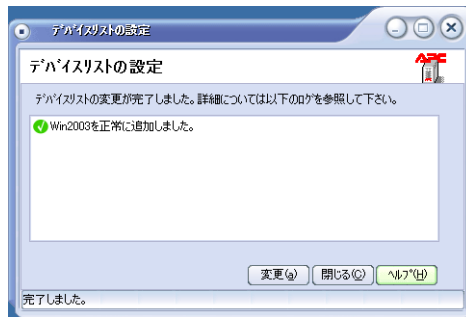 ﾃﾞﾊﾞｲｽﾘｽﾄの設定
ﾃﾞﾊﾞｲｽﾘｽﾄの設定
APC
ﾃﾞﾊﾞｲｽﾘｽﾄの変更が完了しました。詳細については以下のﾛｸﾞを参照して下さい。
Win2003を正常に追加しました。
変更(g) 閉じる(C) ﾍﾙﾌﾟ(H)
完了しました。